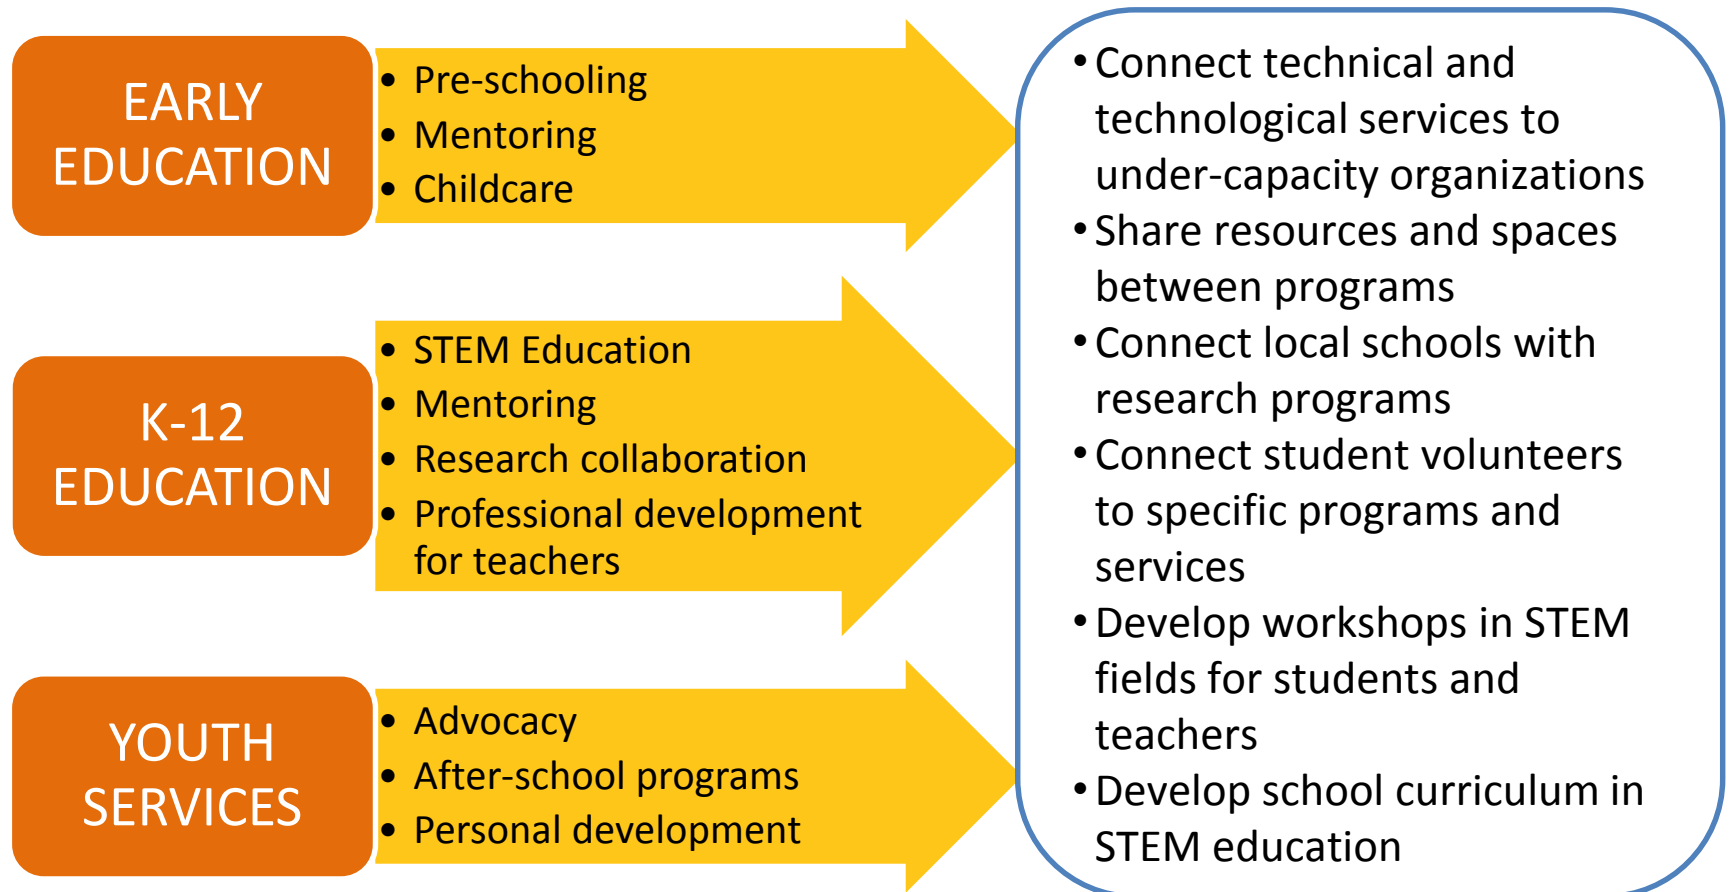 EARLY
EDUCATION
• Pre-schooling
• Mentoring
• Childcare
K-12
EDUCATION
• STEM Education
• Mentoring
• Research collaboration
• Professional development
for teachers
YOUTH
SERVICES
• Advocacy
• After-school programs
• Personal development
• Connect technical and
technological services to
under-capacity organizations
• Share resources and spaces
between programs
• Connect local schools with
research programs
• Connect student volunteers
to specific programs and
services
• Develop workshops in STEM
fields for students and
teachers
• Develop school curriculum in
STEM education